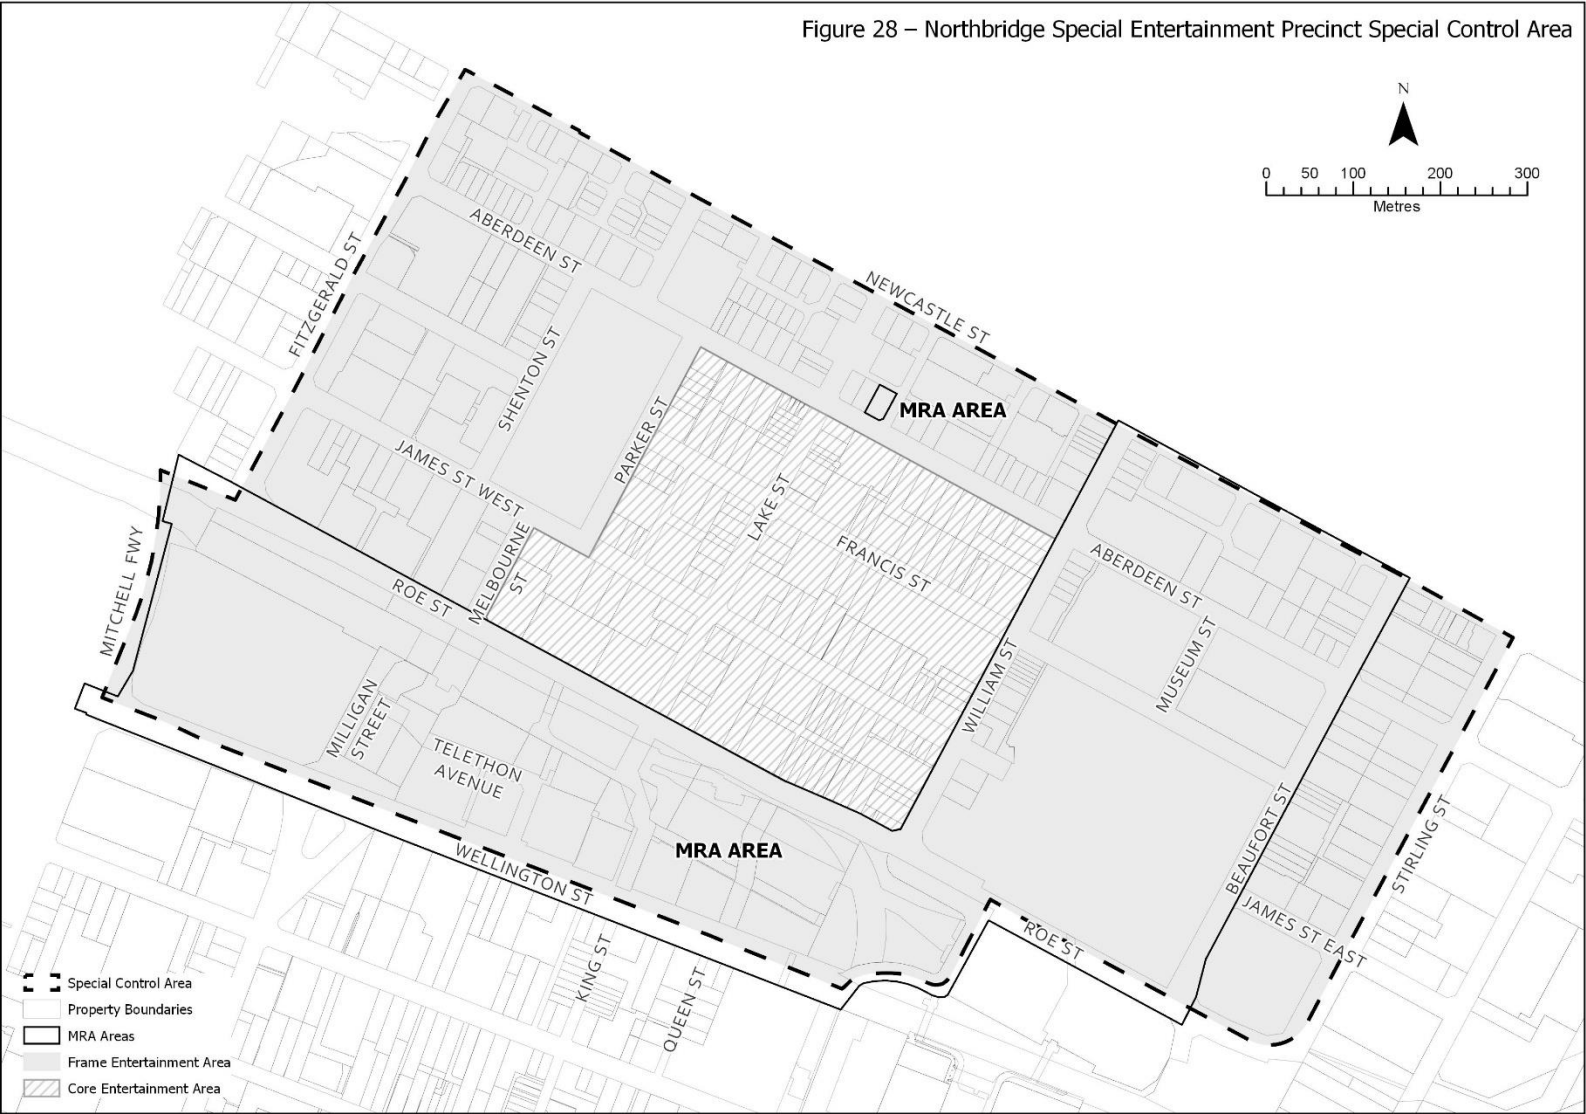 Figure 28 – Northbridge Special Entertainment Precinct Special Control Area
N
0 50 100 200 300
Metres
ABERDEEN ST
FITZGERALD ST
NEWCASTLE ST
SHENTON ST
PARKER ST
MRA AREA
JAMES ST WEST
LAKE ST
FRANCIS ST
MELBOURNE
ST
ROE ST
MITCHELL FWY
ABERDEEN ST
MUSEUM ST
WILLIAM ST
MILLIGAN
STREET
TELETHON
AVENUE
MRA AREA
WELLINGTON ST
BEAUFORT ST
STIRLING ST
JAMES ST EAST
ROE ST
KING ST
QUEEN ST
Special Control Area
Property Boundaries
MRA Areas
Frame Entertainment Area
Core Entertainment Area